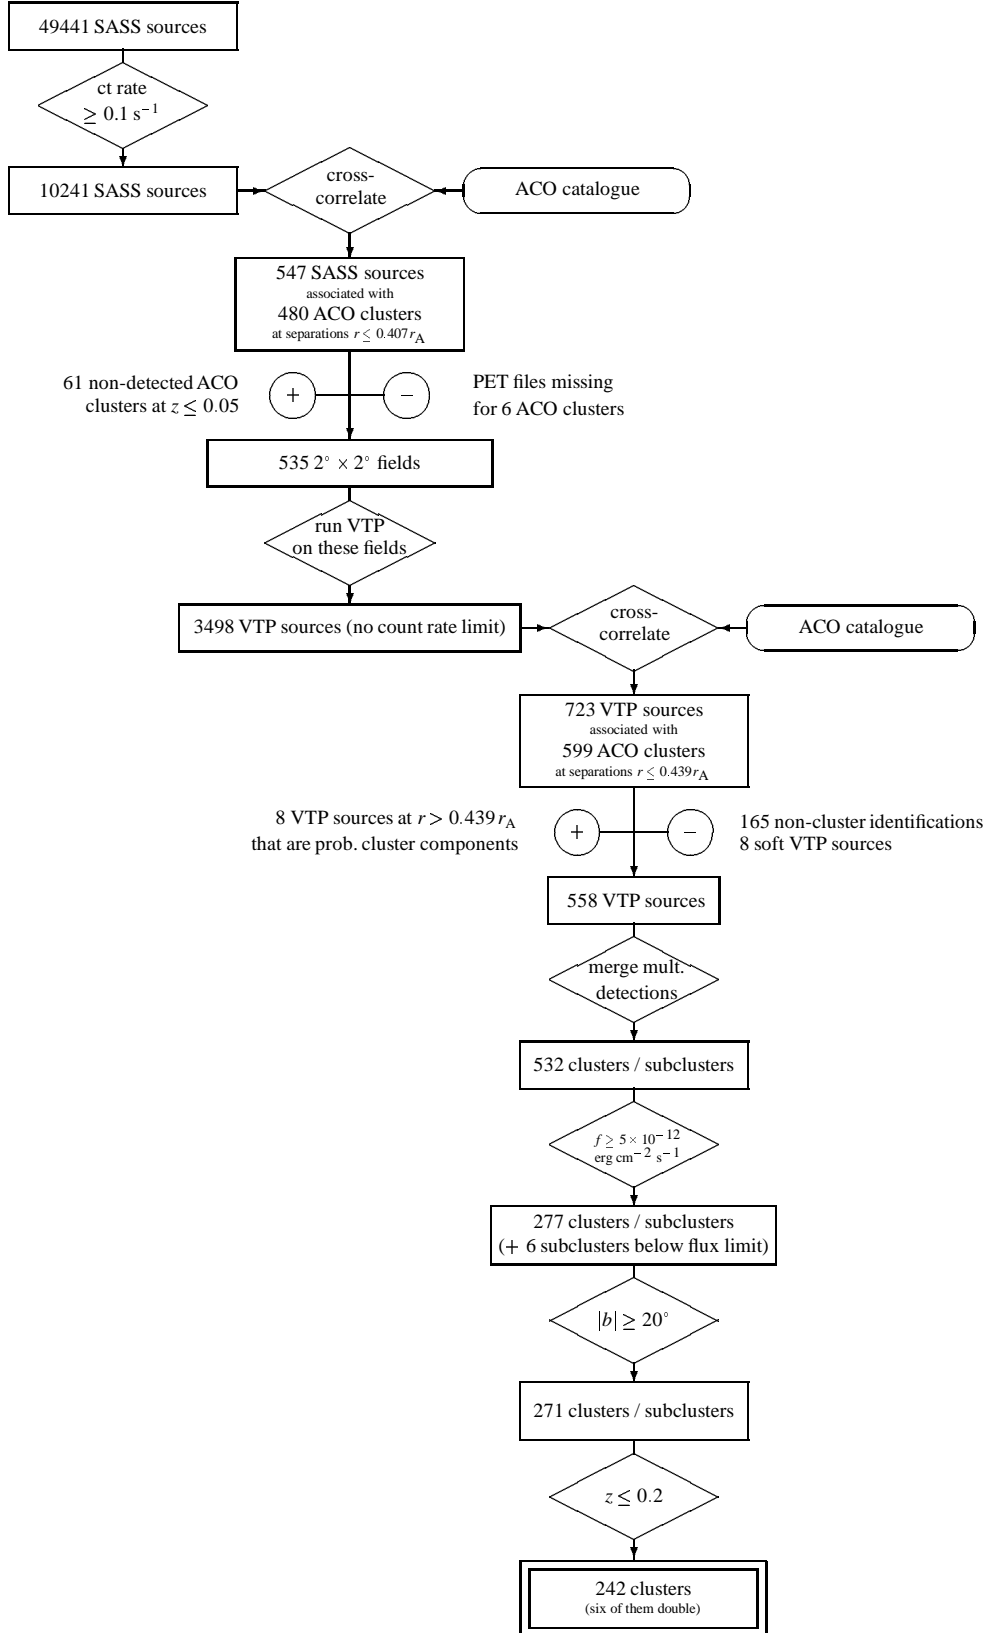 49441 SASS sources
ct rate
≥ 0.1 s⁻¹
10241 SASS sources
cross-
correlate
ACO catalogue
547 SASS sources
associated with
480 ACO clusters
at separations r ≤ 0.407 r_A
61 non-detected ACO
clusters at z ≤ 0.05
+
−
PET files missing
for 6 ACO clusters
535 2° × 2° fields
run VTP
on these fields
3498 VTP sources (no count rate limit)
cross-
correlate
ACO catalogue
723 VTP sources
associated with
599 ACO clusters
at separations r ≤ 0.439 r_A
8 VTP sources at r > 0.439 r_A
that are prob. cluster components
+
−
165 non-cluster identifications
8 soft VTP sources
558 VTP sources
merge mult.
detections
532 clusters / subclusters
f ≥ 5 × 10⁻¹²
erg cm⁻² s⁻¹
277 clusters / subclusters
(+ 6 subclusters below flux limit)
|b| ≥ 20°
271 clusters / subclusters
z ≤ 0.2
242 clusters
(six of them double)